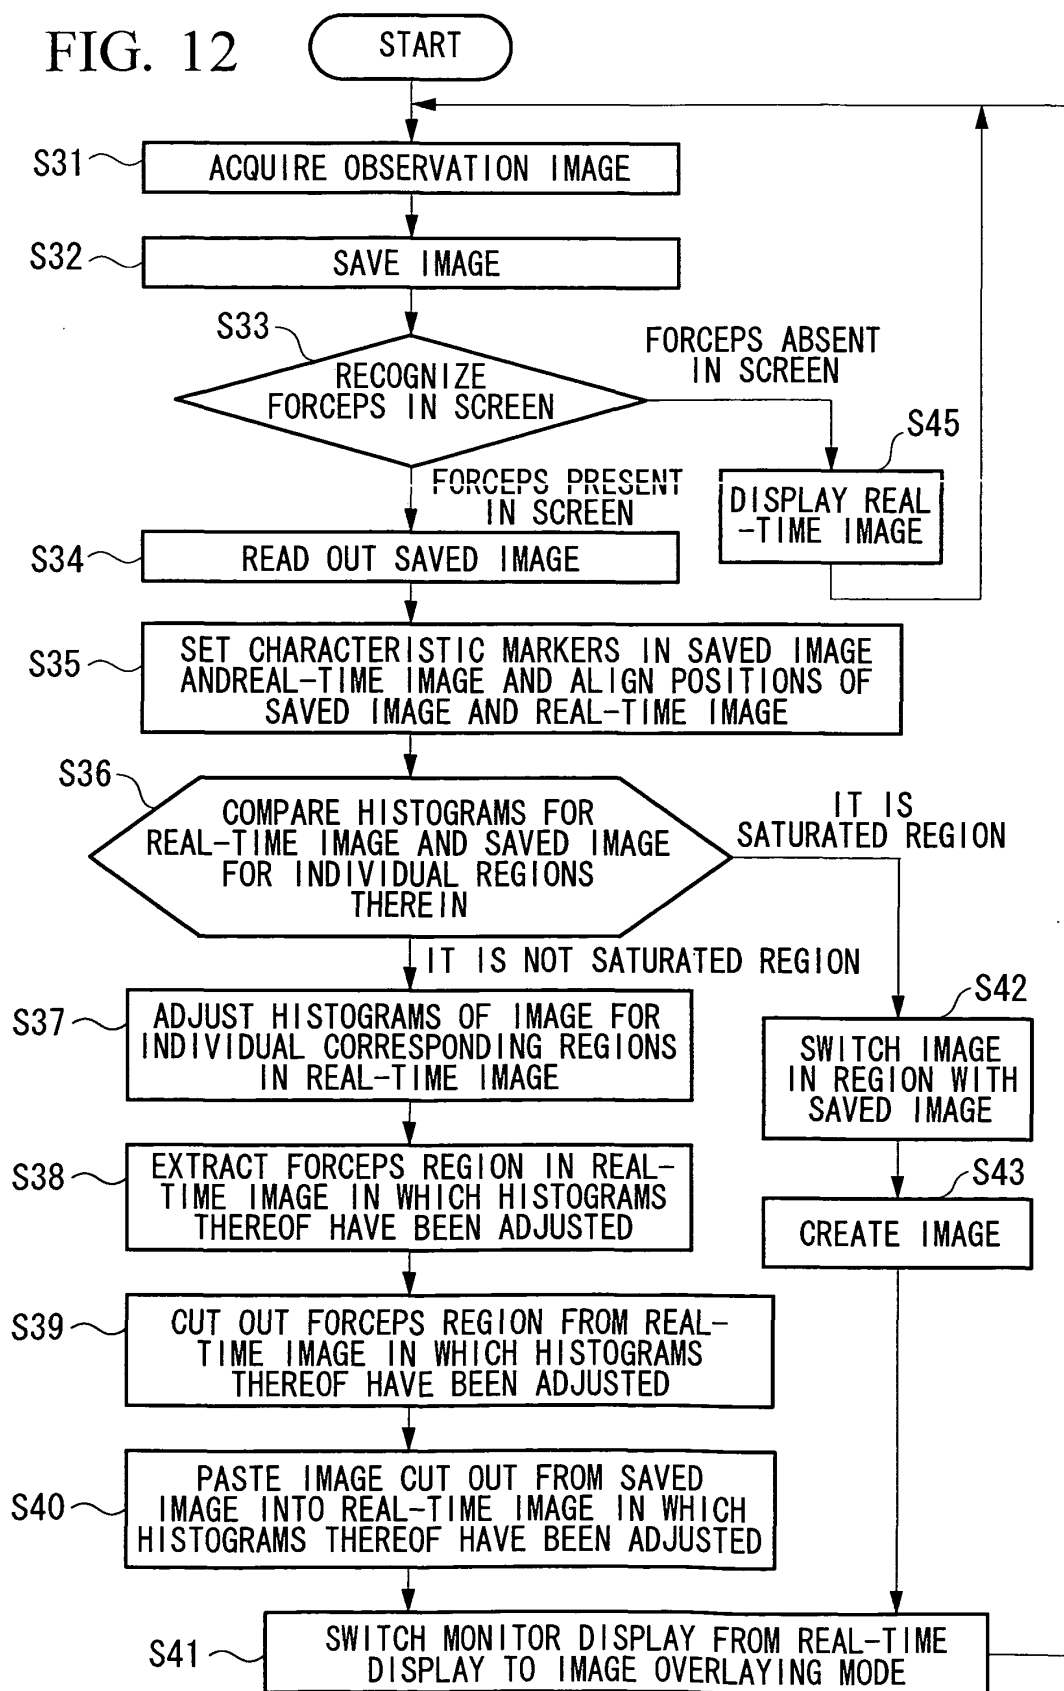 FIG. 12
START
S31
ACQUIRE OBSERVATION IMAGE
S32
SAVE IMAGE
S33
RECOGNIZE
FORCEPS IN SCREEN
FORCEPS ABSENT
IN SCREEN
S45
DISPLAY REAL
-TIME IMAGE
FORCEPS PRESENT
IN SCREEN
S34
READ OUT SAVED IMAGE
S35
SET CHARACTERISTIC MARKERS IN SAVED IMAGE
ANDREAL-TIME IMAGE AND ALIGN POSITIONS OF
SAVED IMAGE AND REAL-TIME IMAGE
S36
COMPARE HISTOGRAMS FOR
REAL-TIME IMAGE AND SAVED IMAGE
FOR INDIVIDUAL REGIONS
THEREIN
IT IS
SATURATED REGION
IT IS NOT SATURATED REGION
S37
ADJUST HISTOGRAMS OF IMAGE FOR
INDIVIDUAL CORRESPONDING REGIONS
IN REAL-TIME IMAGE
S42
SWITCH IMAGE
IN REGION WITH
SAVED IMAGE
S38
EXTRACT FORCEPS REGION IN REAL-
TIME IMAGE IN WHICH HISTOGRAMS
THEREOF HAVE BEEN ADJUSTED
S43
CREATE IMAGE
S39
CUT OUT FORCEPS REGION FROM REAL-
TIME IMAGE IN WHICH HISTOGRAMS
THEREOF HAVE BEEN ADJUSTED
S40
PASTE IMAGE CUT OUT FROM SAVED
IMAGE INTO REAL-TIME IMAGE IN WHICH
HISTOGRAMS THEREOF HAVE BEEN ADJUSTED
S41
SWITCH MONITOR DISPLAY FROM REAL-TIME
DISPLAY TO IMAGE OVERLAYING MODE